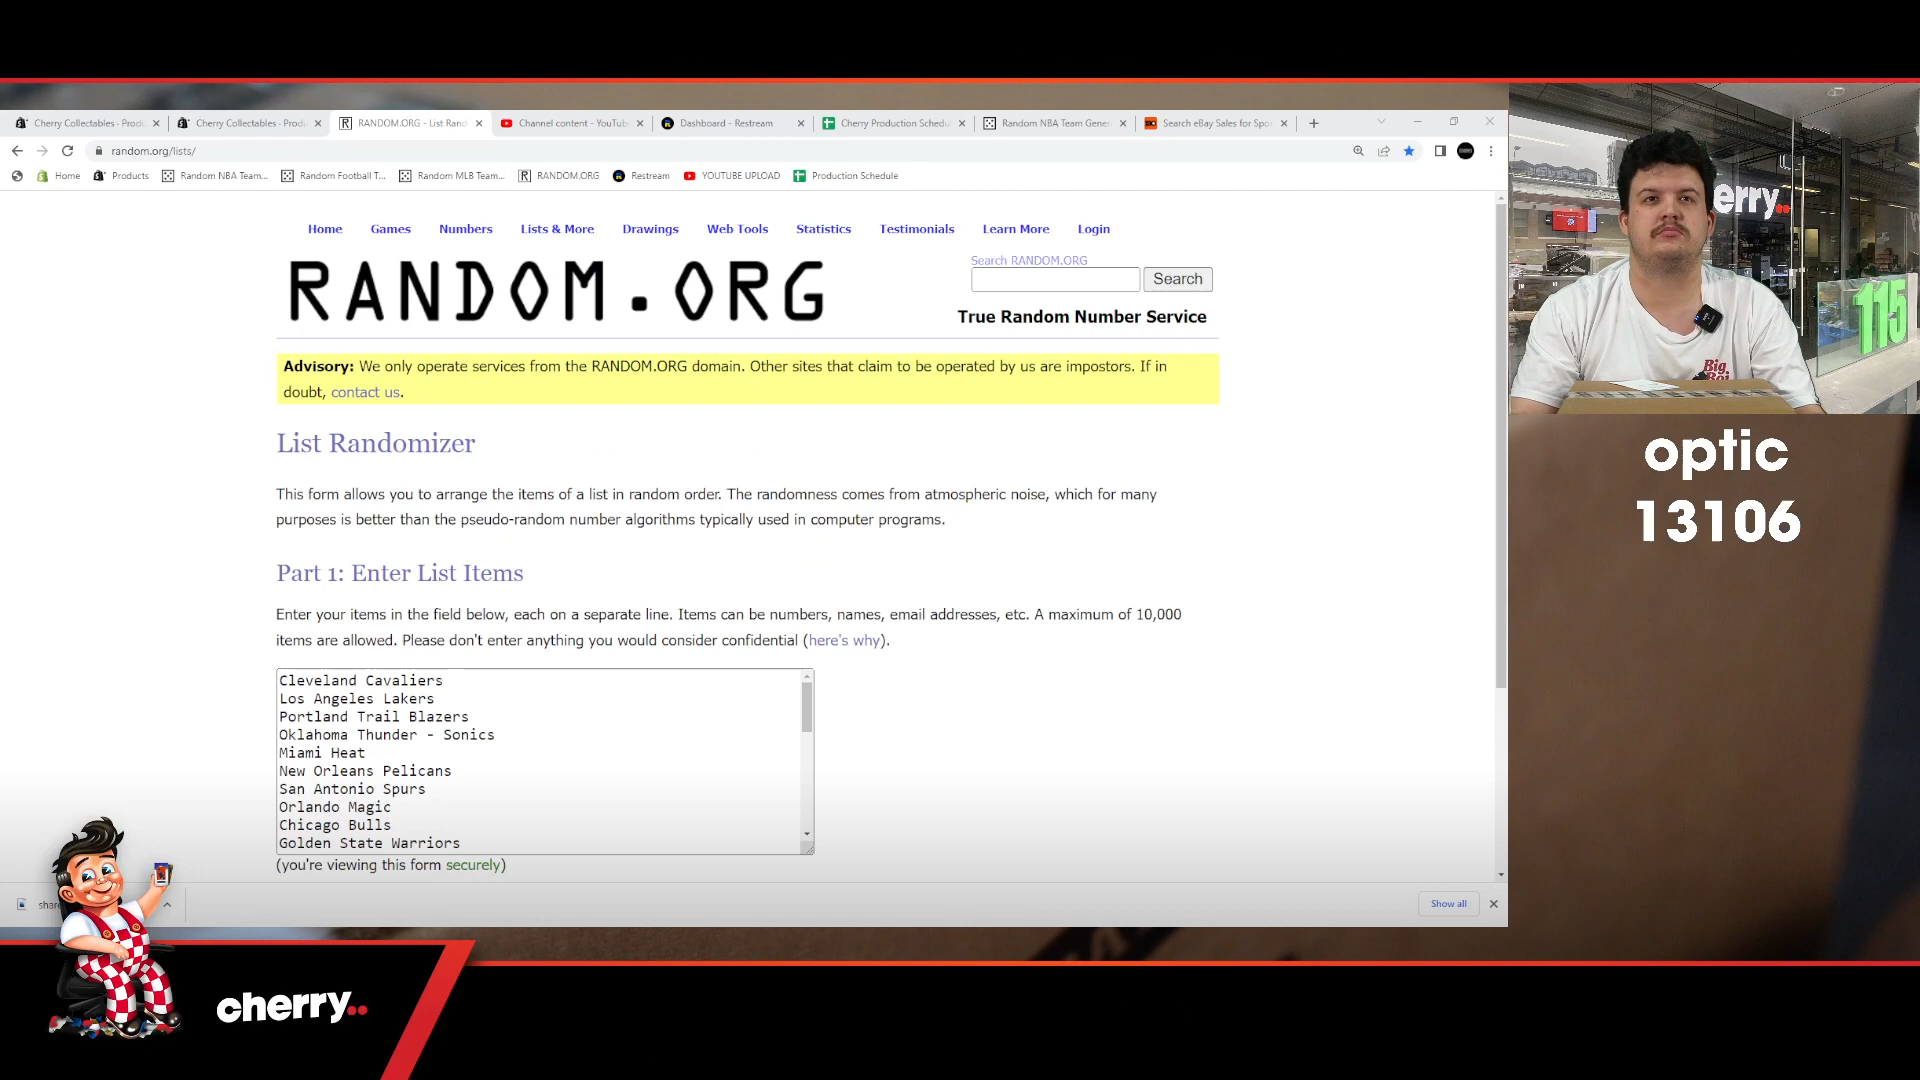 Cherry Collectables - Produ
Cherry Collectables - Produ
RANDOM.ORG - List Rand
Channel content - YouTub
Dashboard - Restream
Cherry Production Schedu
Random NBA Team Gener
Search eBay Sales for Spo
random.org/lists/
Home
Products
Random NBA Team...
Random Football T...
Random MLB Team...
RANDOM.ORG
Restream
YOUTUBE UPLOAD
Production Schedule
Home Games Numbers Lists & More Drawings Web Tools Statistics Testimonials Learn More Login
RANDOM.ORG
Search RANDOM.ORG
Search
True Random Number Service
Advisory: We only operate services from the RANDOM.ORG domain. Other sites that claim to be operated by us are impostors. If in
doubt, contact us.
List Randomizer
This form allows you to arrange the items of a list in random order. The randomness comes from atmospheric noise, which for many
purposes is better than the pseudo-random number algorithms typically used in computer programs.
Part 1: Enter List Items
Enter your items in the field below, each on a separate line. Items can be numbers, names, email addresses, etc. A maximum of 10,000
items are allowed. Please don't enter anything you would consider confidential (here's why).
Cleveland Cavaliers
Los Angeles Lakers
Portland Trail Blazers
Oklahoma Thunder - Sonics
Miami Heat
New Orleans Pelicans
San Antonio Spurs
Orlando Magic
Chicago Bulls
Golden State Warriors
(you're viewing this form securely)
share
Show all
erry..
115
Big
Boi
optic
13106
cherry..